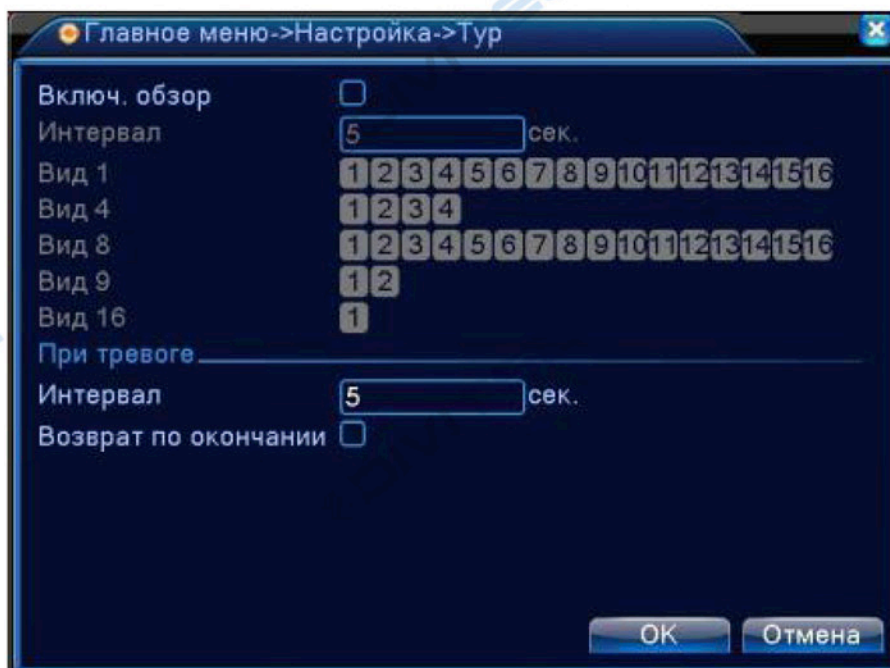 Главное меню->Настройка->Тур
Включ. обзор
Интервал 5 сек.
Вид 1 1 2 3 4 5 6 7 8 9 10 11 12 13 14 15 16
Вид 4 1 2 3 4
Вид 8 1 2 3 4 5 6 7 8 9 10 11 12 13 14 15 16
Вид 9 1 2
Вид 16 1
При тревоге
Интервал 5 сек.
Возврат по окончании
OK Отмена